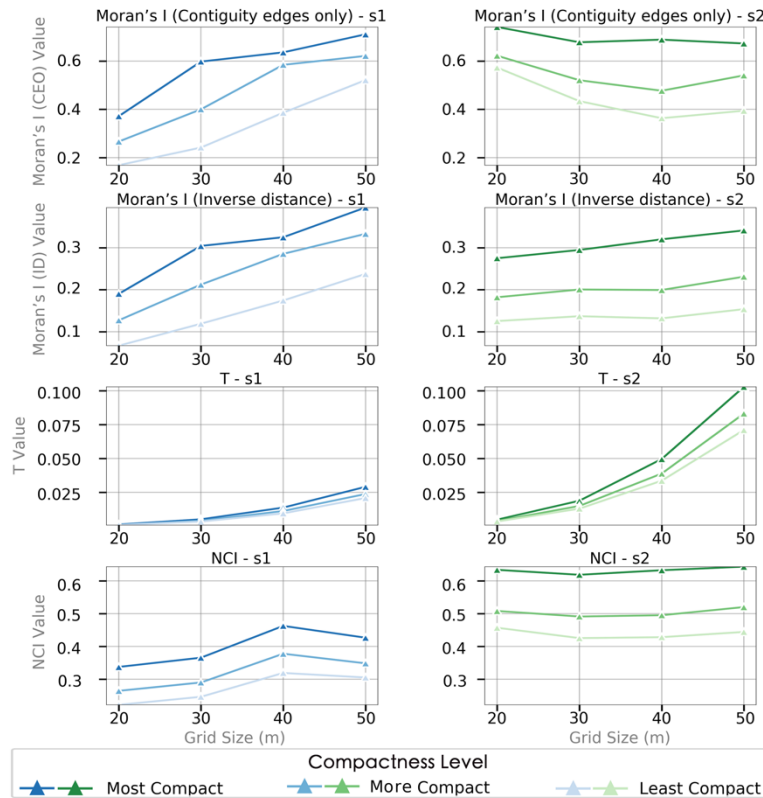 Moran's I (Contiguity edges only) - s1
Moran's I (Contiguity edges only) - s2
Moran's I (CEO) Value
0.6
0.4
0.2
20 30 40 50
0.6
0.4
0.2
20 30 40 50
Moran's I (Inverse distance) - s1
Moran's I (Inverse distance) - s2
Moran's I (ID) Value
0.3
0.2
0.1
20 30 40 50
0.3
0.2
0.1
20 30 40 50
T - s1
T - s2
T Value
0.100
0.075
0.050
0.025
20 30 40 50
0.100
0.075
0.050
0.025
20 30 40 50
NCI - s1
NCI - s2
NCI Value
0.6
0.5
0.4
0.3
20 30 40 50
Grid Size (m)
0.6
0.5
0.4
0.3
20 30 40 50
Grid Size (m)
Compactness Level
Most Compact More Compact Least Compact